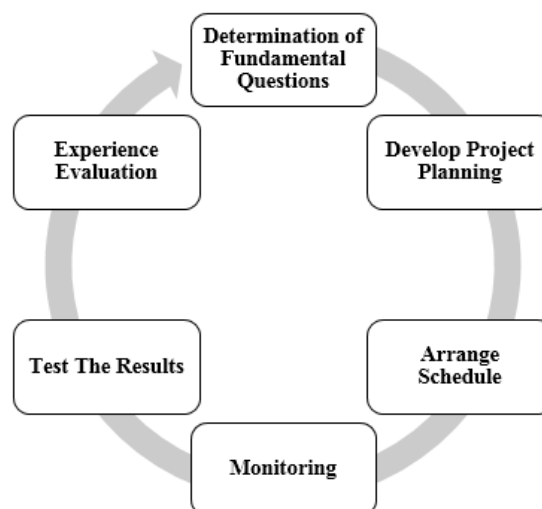 Determination of
Fundamental
Questions
Develop Project
Planning
Arrange
Schedule
Monitoring
Test The Results
Experience
Evaluation